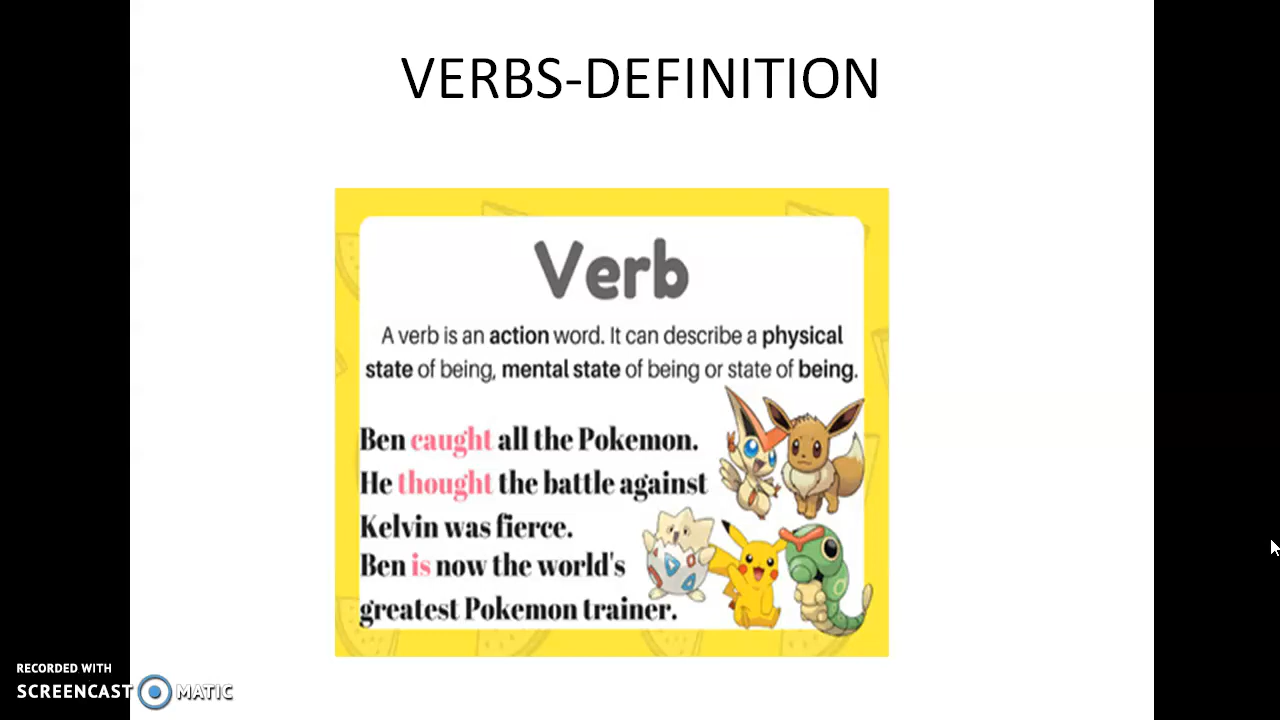 VERBS-DEFINITION
Verb
A verb is an action word. It can describe a physical
state of being, mental state of being or state of being.
Ben caught all the Pokemon.
He thought the battle against
Kelvin was fierce.
Ben is now the world's
greatest Pokemon trainer.
RECORDED WITH
SCREENCAST MATIC